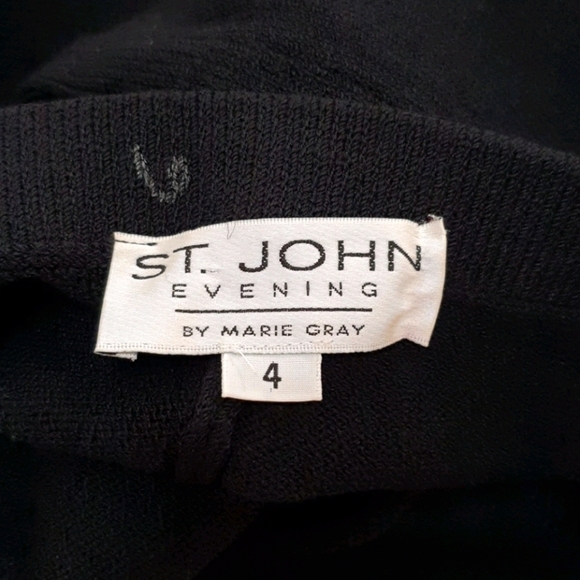 ST. JOHN
EVENING
BY MARIE GRAY
4